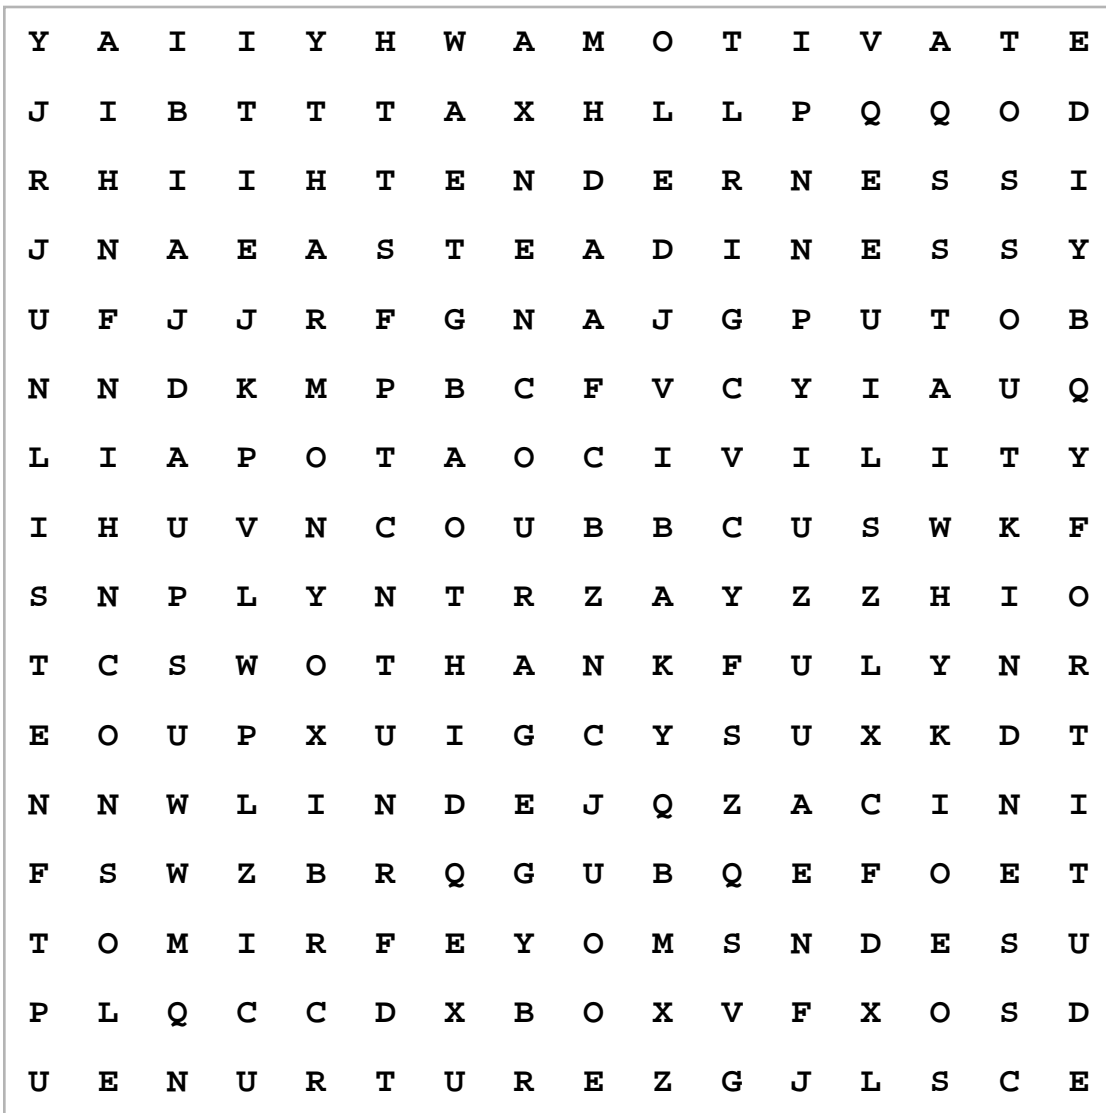 Y A I I Y H W A M O T I V A T E
J I B T T T A X H L L P Q Q O D
R H I I H T E N D E R N E S S I
J N A E A S T E A D I N E S S Y
U F J J R F G N A J G P U T O B
N N D K M P B C F V C Y I A U Q
L I A P O T A O C I V I L I T Y
I H U V N C O U B B C U S W K F
S N P L Y N T R Z A Y Z Z H I O
T C S W O T H A N K F U L Y N R
E O U P X U I G C Y S U X K D T
N N W L I N D E J Q Z A C I N I
F S W Z B R Q G U B Q E F O E T
T O M I R F E Y O M S N D E S U
P L Q C C D X B O X V F X O S D
U E N U R T U R E Z G J L S C E